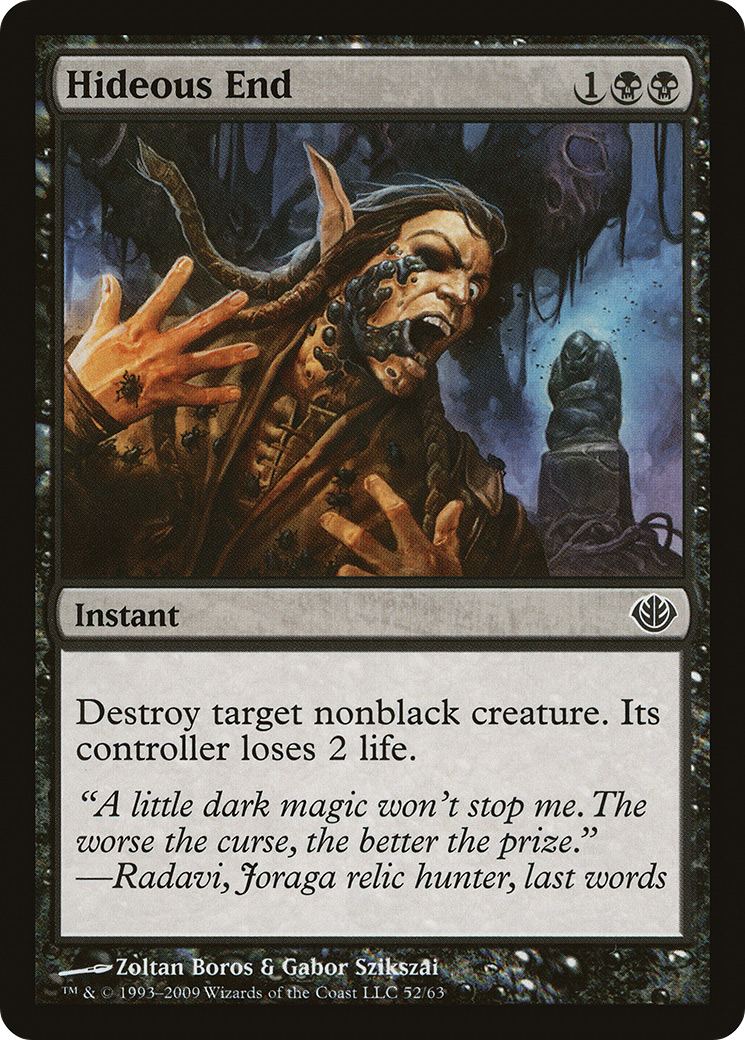 Hideous End 1
Instant
Destroy target nonblack creature. Its
controller loses 2 life.
“A little dark magic won’t stop me. The
worse the curse, the better the prize.”
—Radavi, Joraga relic hunter, last words
Zoltan Boros & Gabor Szikszai
™ & © 1993–2009 Wizards of the Coast LLC 52/63